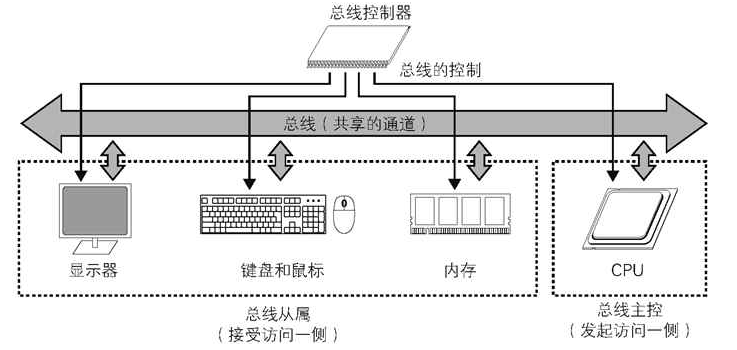 总线控制器
总线的控制
总线(共享的通道)
显示器
键盘和鼠标
内存
CPU
总线从属
(接受访问一侧)
总线主控
(发起访问一侧)